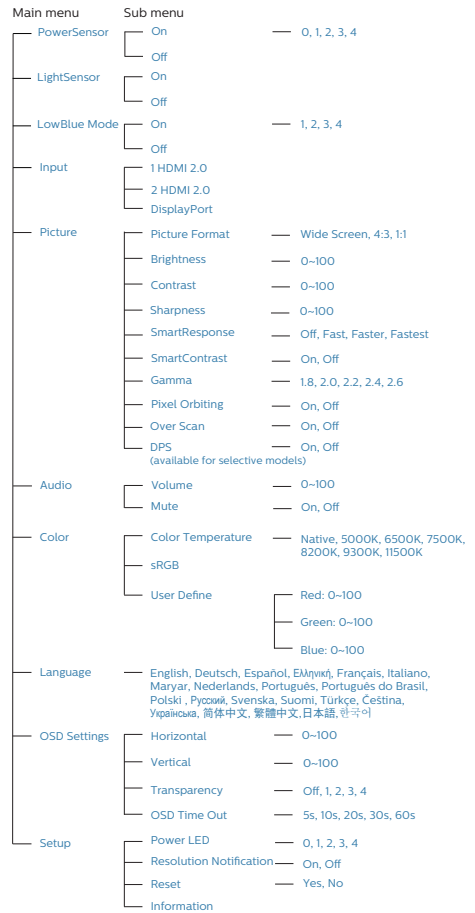 Main menu Sub menu
PowerSensor On 0, 1, 2, 3, 4
Off
LightSensor On
Off
LowBlue Mode On 1, 2, 3, 4
Off
Input 1 HDMI 2.0
2 HDMI 2.0
DisplayPort
Picture Picture Format Wide Screen, 4:3, 1:1
Brightness 0~100
Contrast 0~100
Sharpness 0~100
SmartResponse Off, Fast, Faster, Fastest
SmartContrast On, Off
Gamma 1.8, 2.0, 2.2, 2.4, 2.6
Pixel Orbiting On, Off
Over Scan On, Off
DPS On, Off
(available for selective models)
Audio Volume 0~100
Mute On, Off
Color Color Temperature Native, 5000K, 6500K, 7500K,
8200K, 9300K, 11500K
sRGB
User Define Red: 0~100
Green: 0~100
Blue: 0~100
Language English, Deutsch, Español, Ελληνική, Français, Italiano,
Maryar, Nederlands, Português, Português do Brasil,
Polski , Русский, Svenska, Suomi, Türkçe, Čeština,
Українська, 简体中文, 繁體中文,日本語,한국어
OSD Settings Horizontal 0~100
Vertical 0~100
Transparency Off, 1, 2, 3, 4
OSD Time Out 5s, 10s, 20s, 30s, 60s
Setup Power LED 0, 1, 2, 3, 4
Resolution Notification On, Off
Reset Yes, No
Information